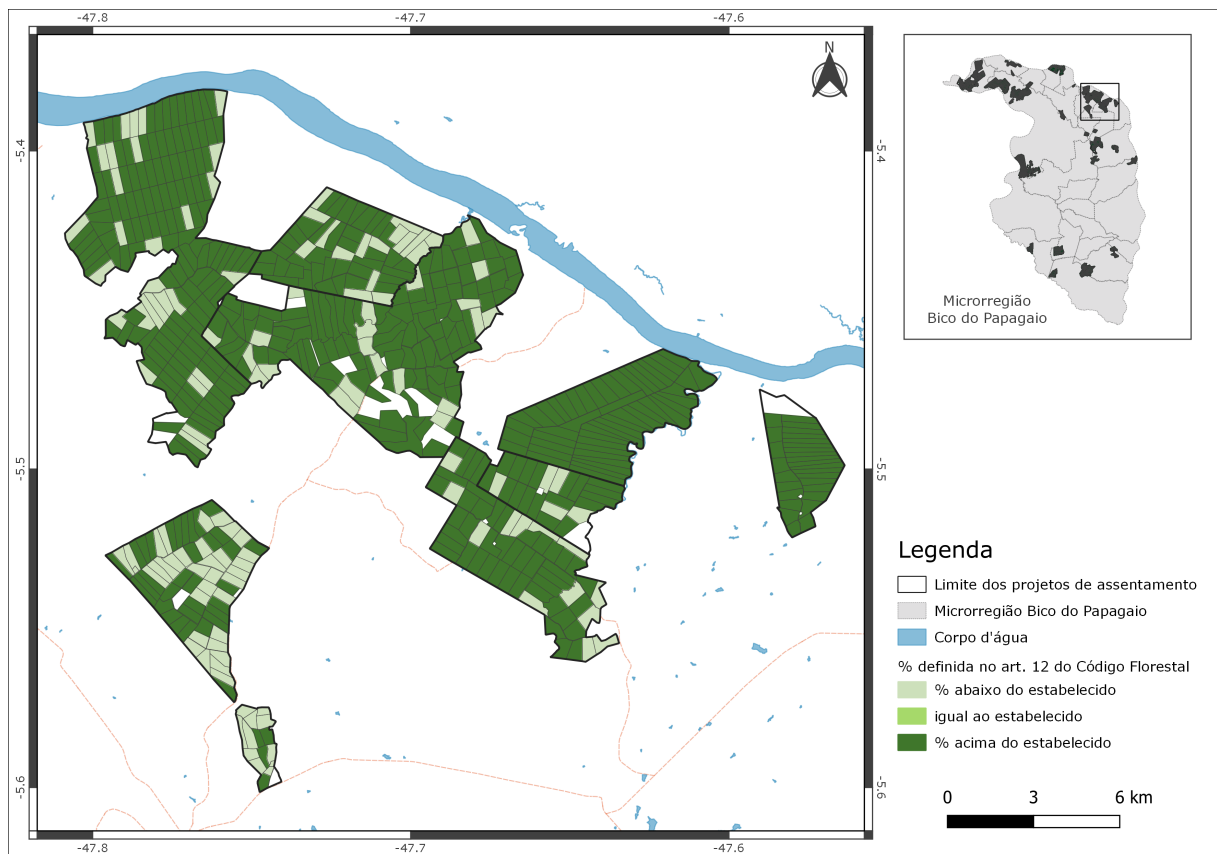 -47.8
-47.7
-47.6
N
-5.4
-5.4
-5.5
-5.5
-5.6
-5.6
-47.8
-47.7
-47.6
Microrregião
Bico do Papagaio
Legenda
Limite dos projetos de assentamento
Microrregião Bico do Papagaio
Corpo d'água
% definida no art. 12 do Código Florestal
% abaixo do estabelecido
igual ao estabelecido
% acima do estabelecido
0 3 6 km